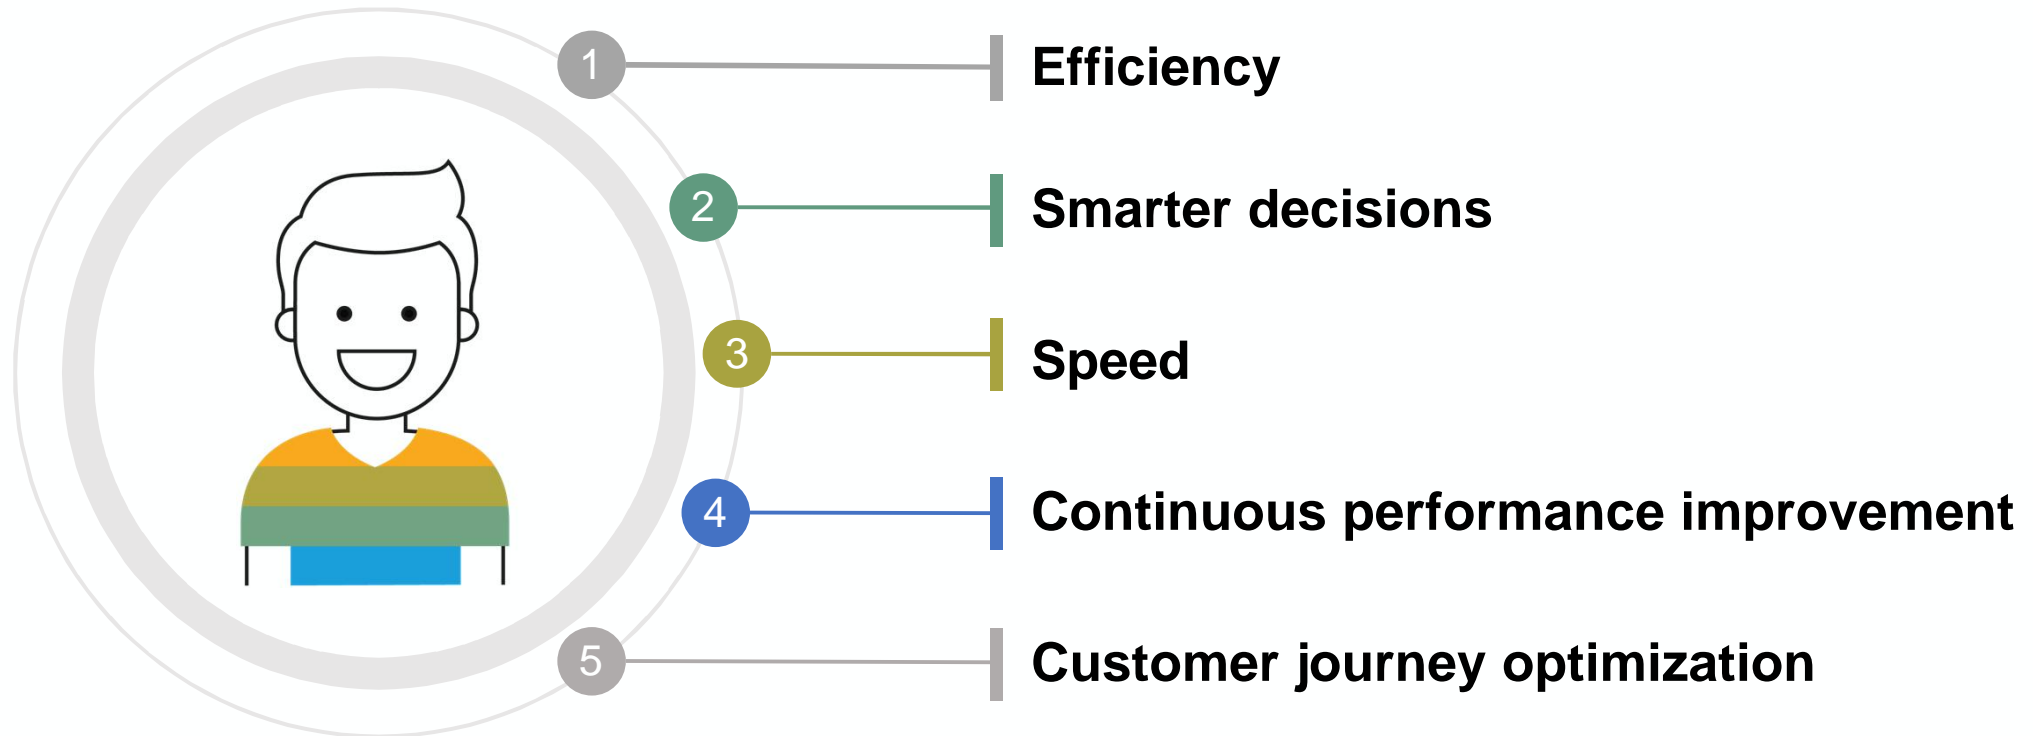 1 Efficiency
2 Smarter decisions
3 Speed
4 Continuous performance improvement
5 Customer journey optimization